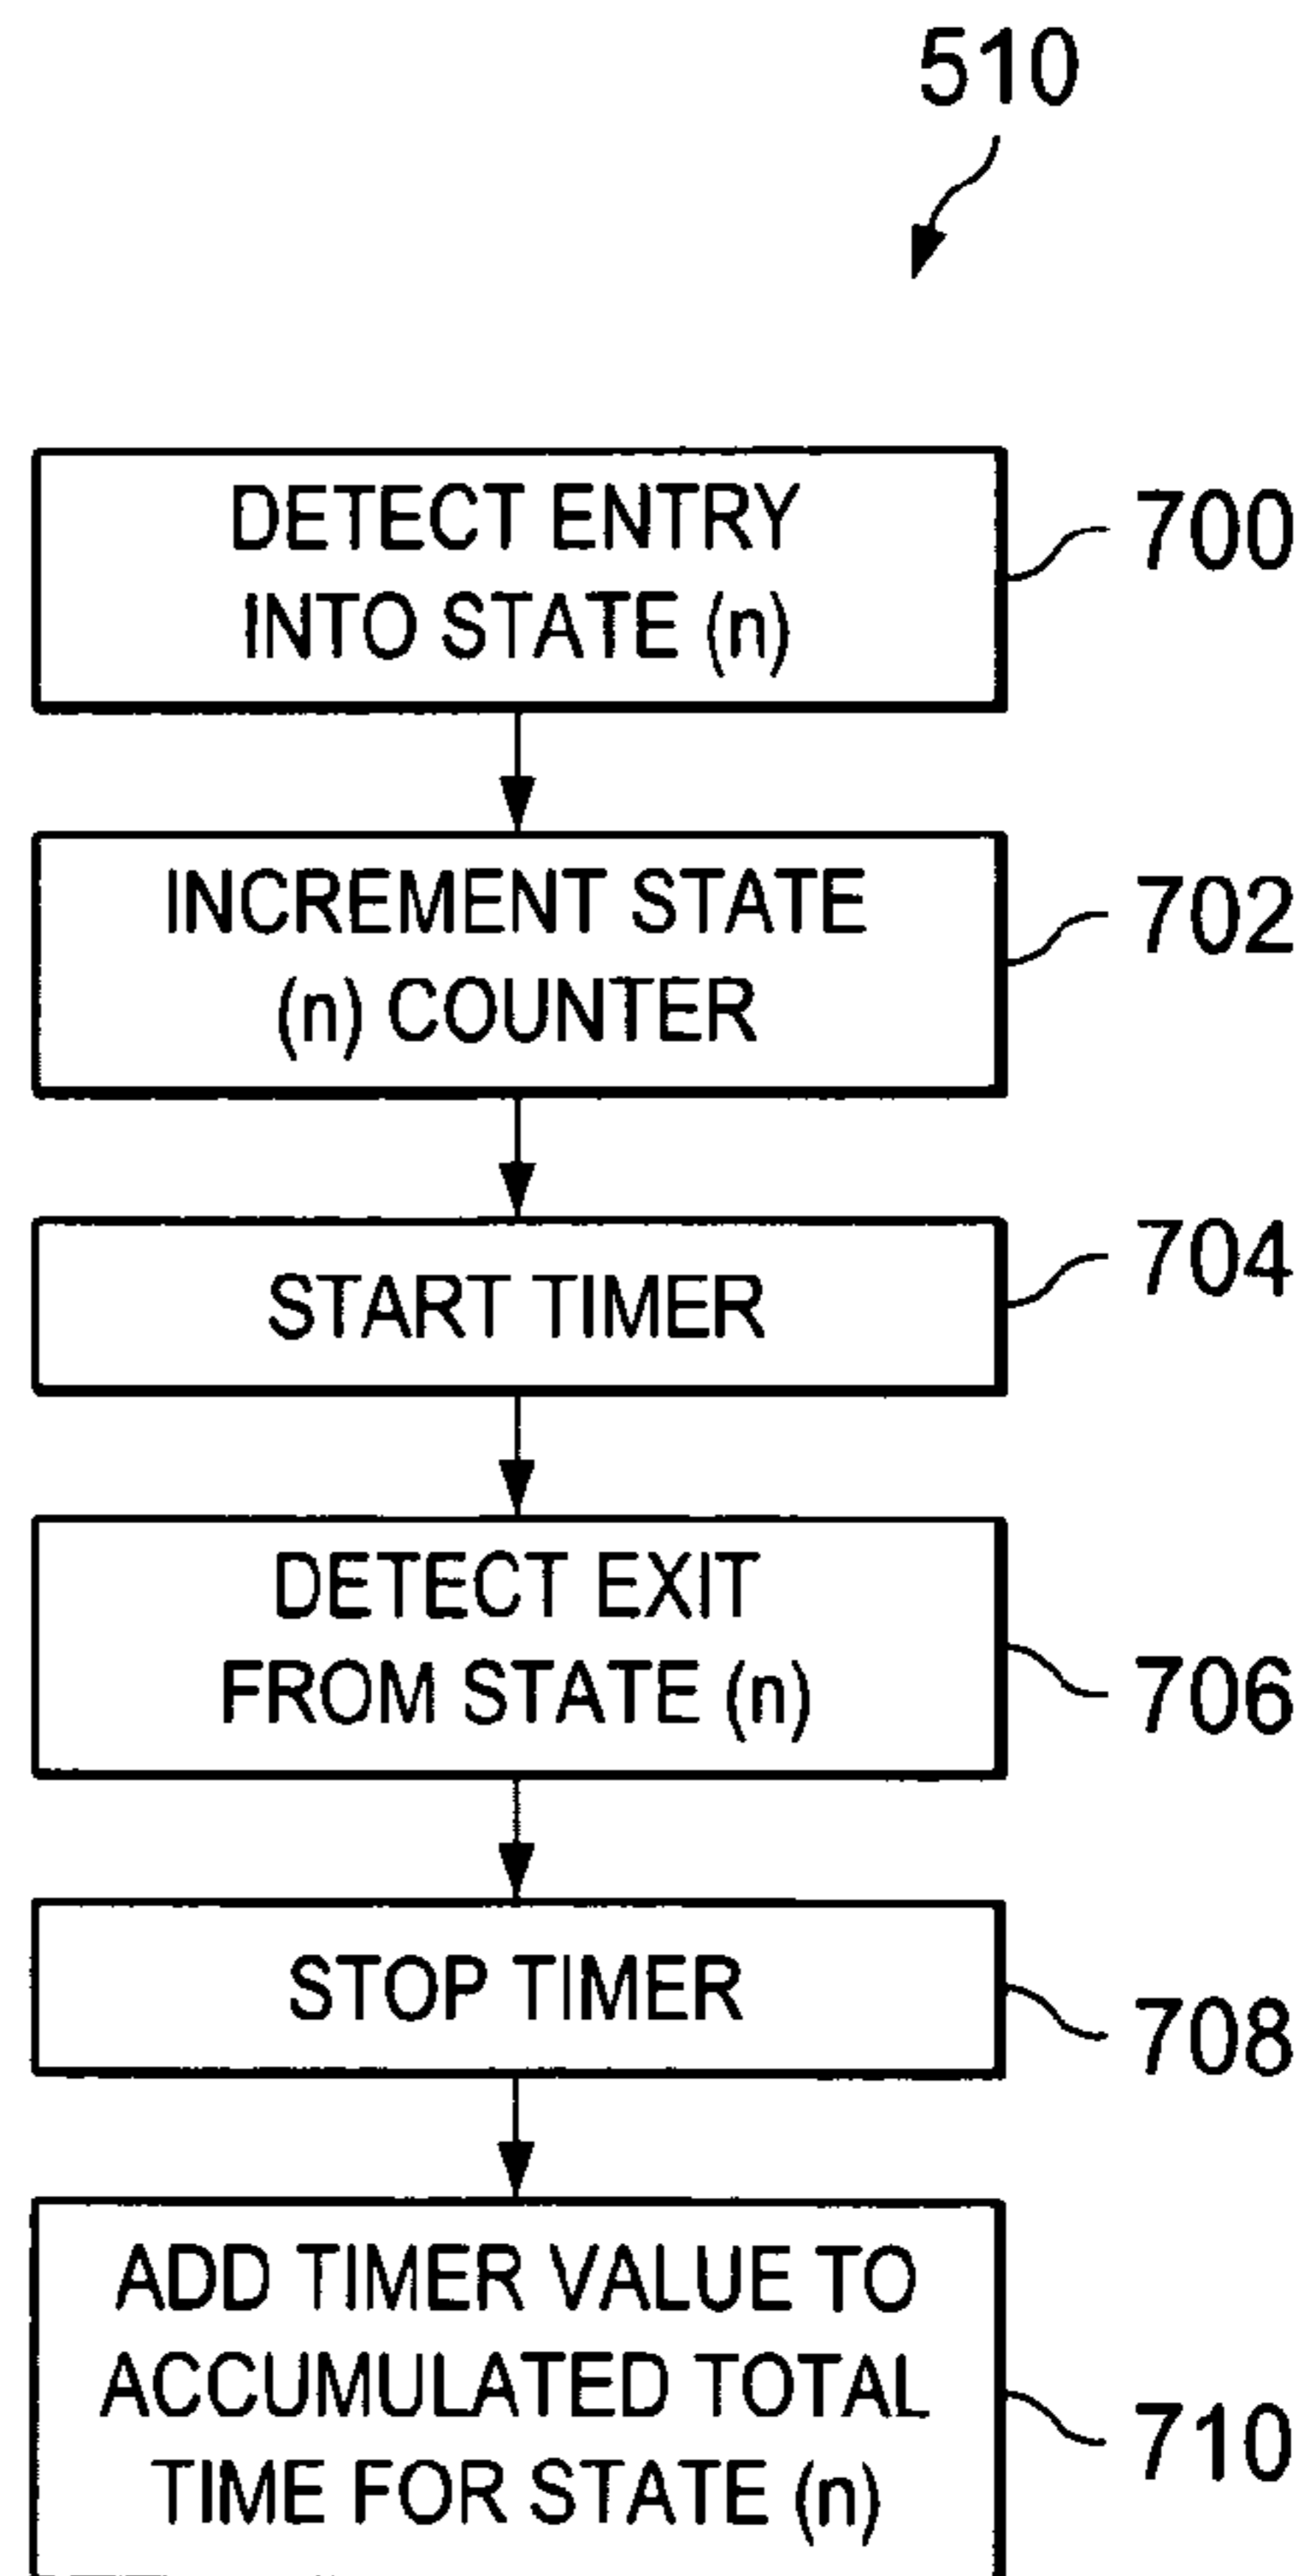 510
DETECT ENTRY
INTO STATE (n)
700
INCREMENT STATE
(n) COUNTER
702
START TIMER
704
DETECT EXIT
FROM STATE (n)
706
STOP TIMER
708
ADD TIMER VALUE TO
ACCUMULATED TOTAL
TIME FOR STATE (n)
710